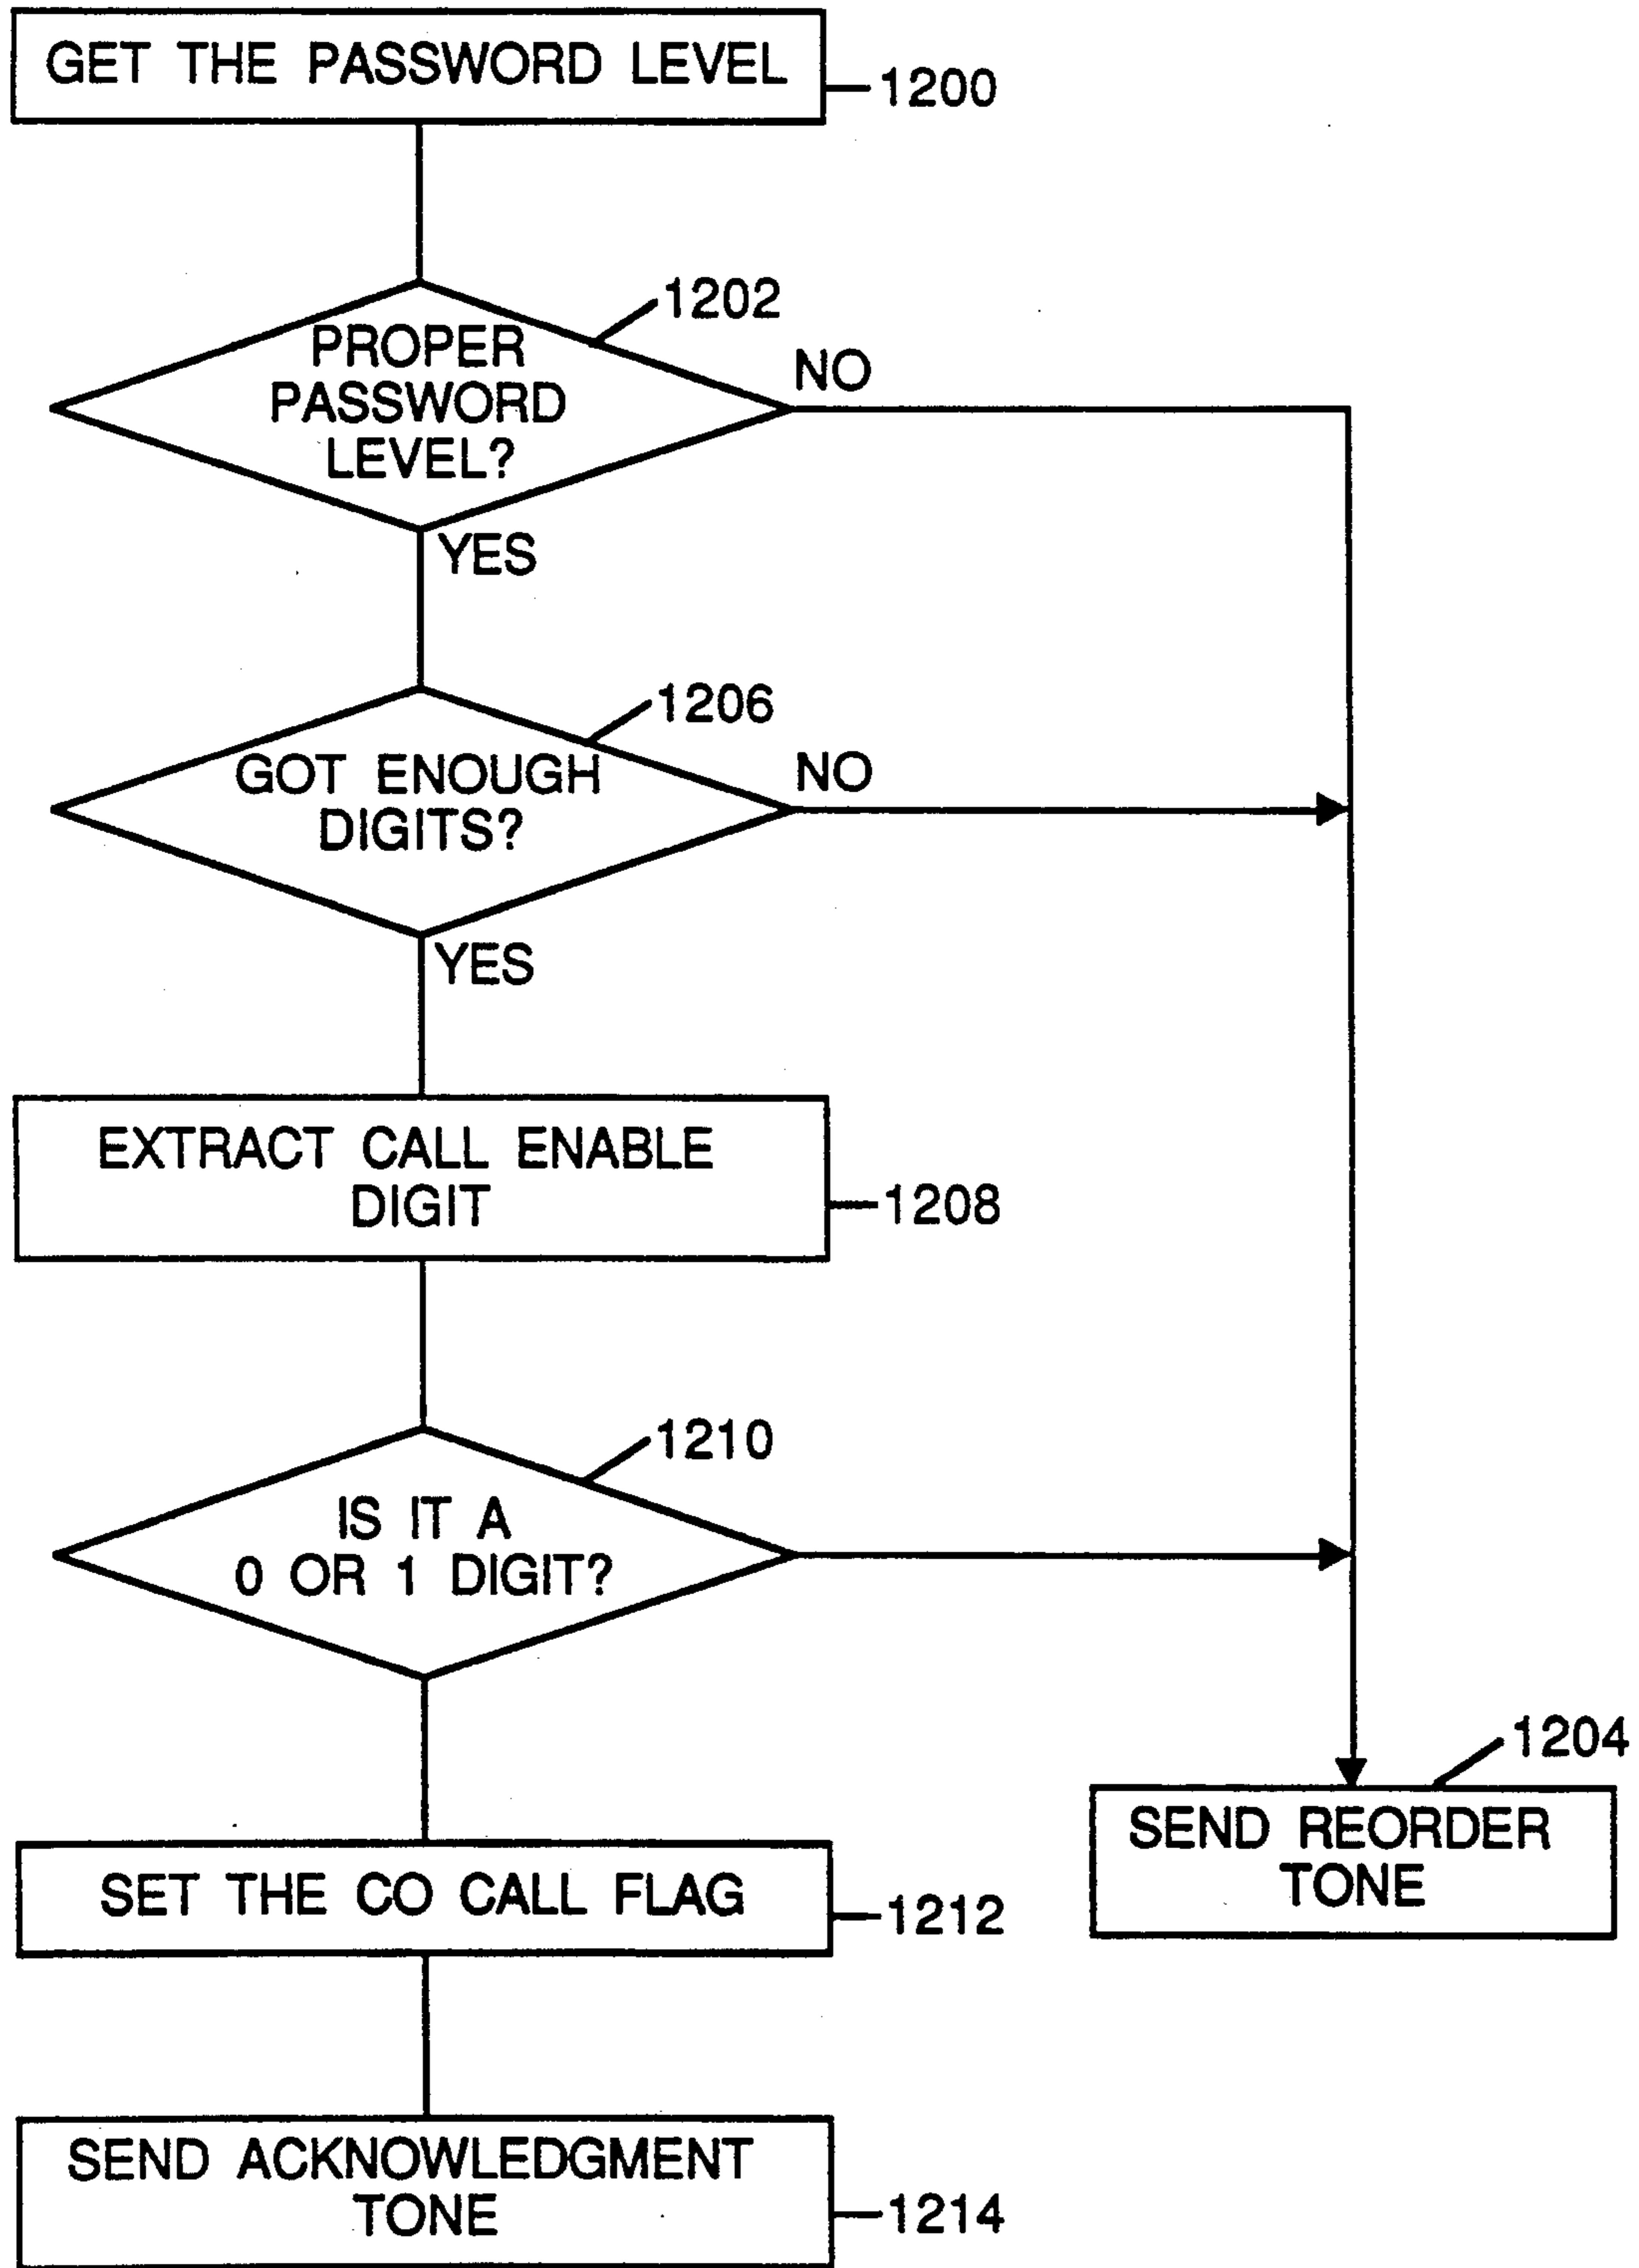 GET THE PASSWORD LEVEL
1200
1202
PROPER
PASSWORD
LEVEL?
NO
YES
1206
GOT ENOUGH
DIGITS?
NO
YES
EXTRACT CALL ENABLE
DIGIT
1208
1210
IS IT A
0 OR 1 DIGIT?
1204
SEND REORDER
TONE
SET THE CO CALL FLAG
1212
SEND ACKNOWLEDGMENT
TONE
1214